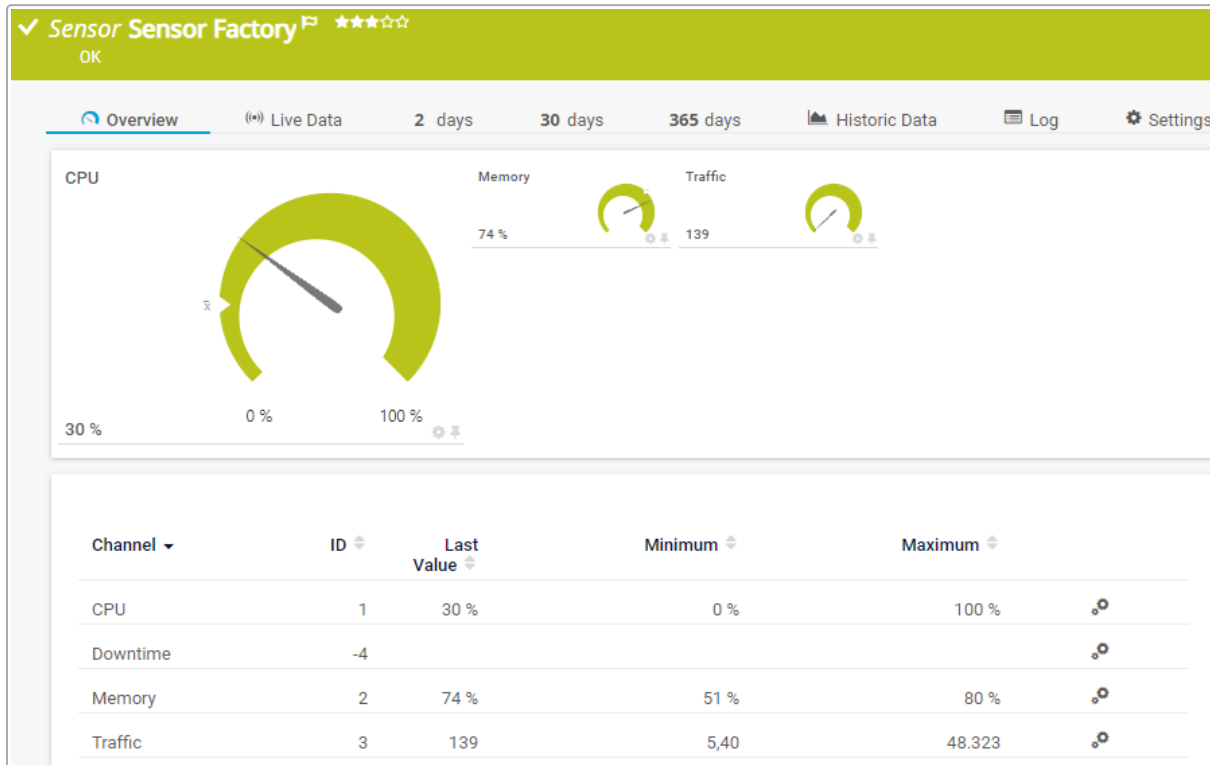 Sensor Sensor Factory
OK
Overview Live Data 2 days 30 days 365 days Historic Data Log Settings
CPU
Memory
Traffic
74 %
139
x̅
0 %
100 %
30 %
Channel ID Last Value Minimum Maximum
CPU 1 30 % 0 % 100 %
Downtime -4
Memory 2 74 % 51 % 80 %
Traffic 3 139 5,40 48.323